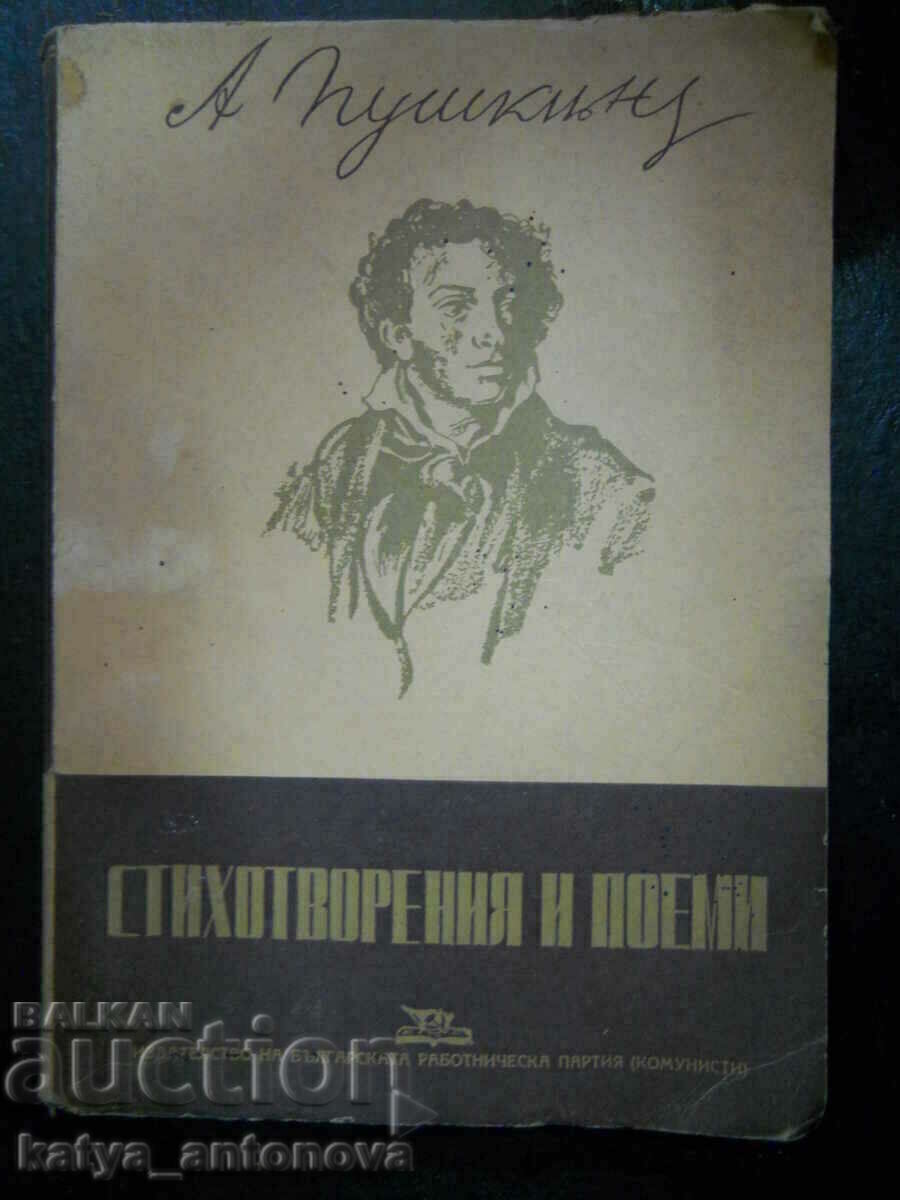 А Пушкинъ
СТИХОТВОРЕНИЯ И ПОЕМИ
ИЗДАТЕЛСТВО НА БЪЛГАРСКАТА РАБОТНИЧЕСКА ПАРТИЯ (КОМУНИСТИ)
BALKAN
auction
katya_antonova